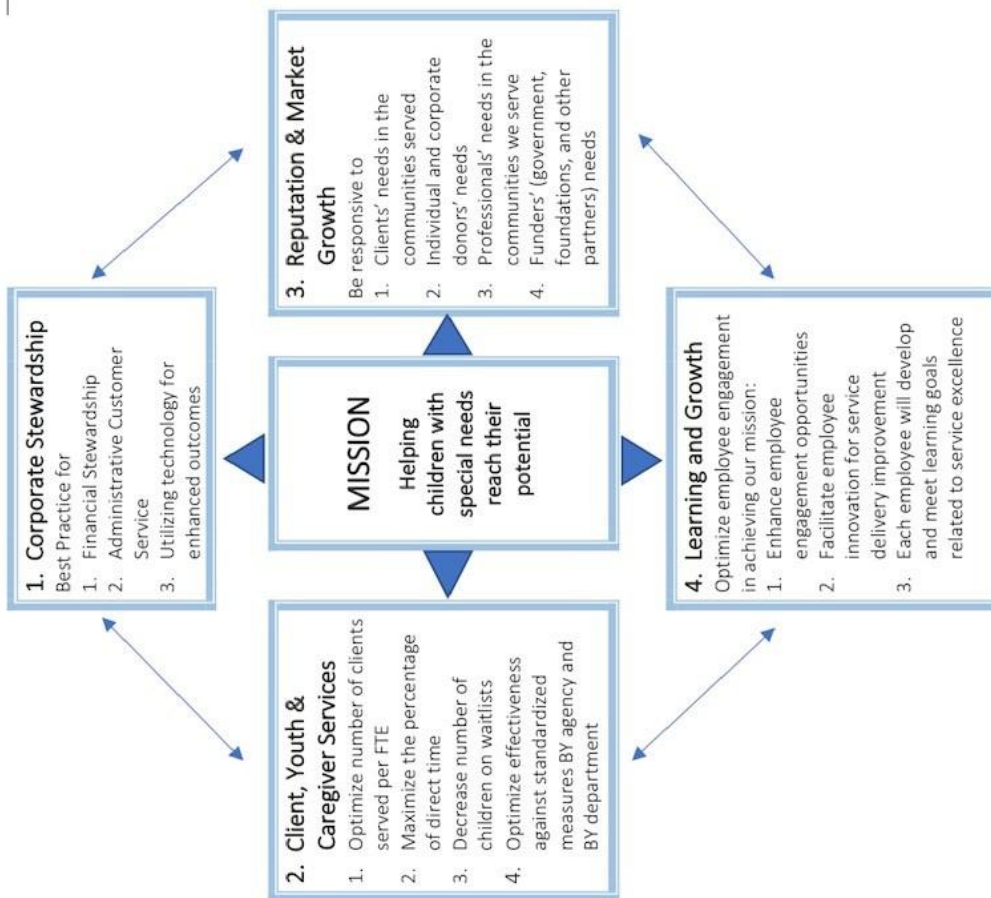 1. Corporate Stewardship
Best Practice for
1. Financial Stewardship
2. Administrative Customer
Service
3. Utilizing technology for
enhanced outcomes
2. Client, Youth &
Caregiver Services
1. Optimize number of clients
served per FTE
2. Maximize the percentage
of direct time
3. Decrease number of
children on waitlists
4. Optimize effectiveness
against standardized
measures BY agency and
BY department
MISSION
Helping
children with
special needs
reach their
potential
3. Reputation & Market
Growth
Be responsive to
1. Clients' needs in the
communities served
2. Individual and corporate
donors' needs
3. Professionals' needs in the
communities we serve
4. Funders' (government,
foundations, and other
partners) needs
4. Learning and Growth
Optimize employee engagement
in achieving our mission:
1. Enhance employee
engagement opportunities
2. Facilitate employee
innovation for service
delivery improvement
3. Each employee will develop
and meet learning goals
related to service excellence